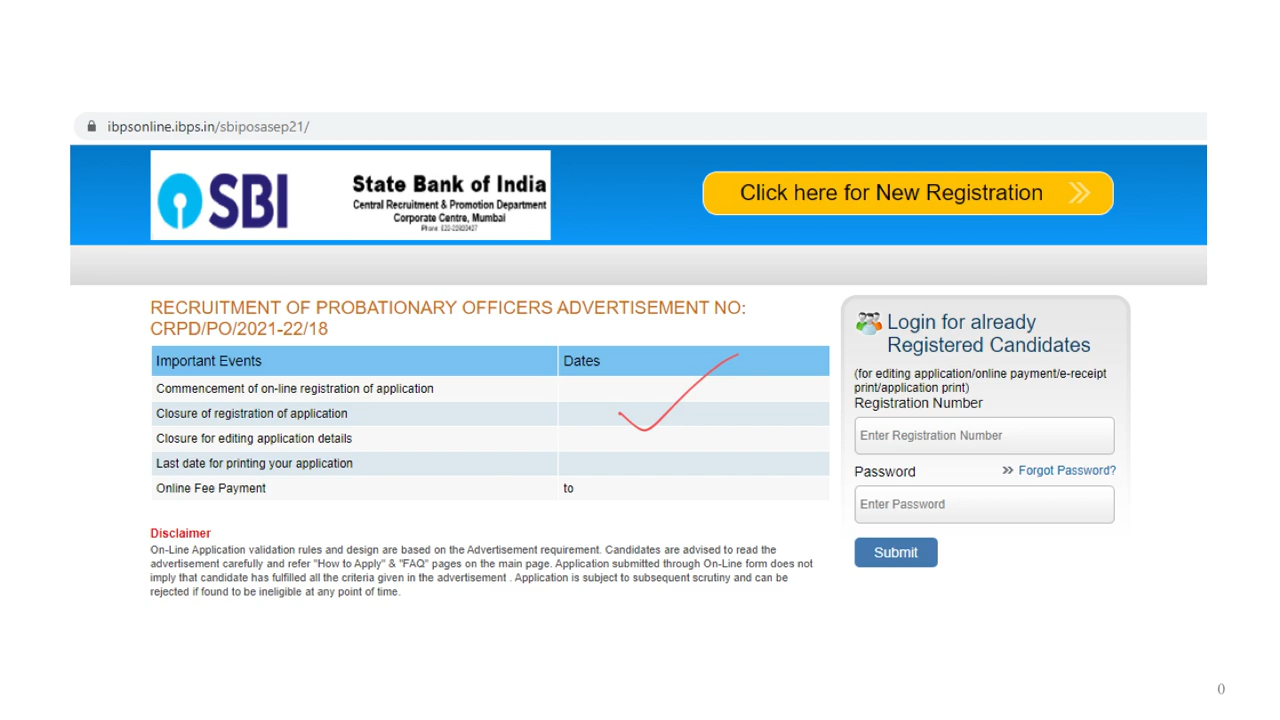 ibpsonline.ibps.in/sbiposasep21/
SBI
State Bank of India
Central Recruitment & Promotion Department
Corporate Centre, Mumbai
Click here for New Registration
RECRUITMENT OF PROBATIONARY OFFICERS ADVERTISEMENT NO:
CRPD/PO/2021-22/18
Important Events Dates
Commencement of on-line registration of application
Closure of registration of application
Closure for editing application details
Last date for printing your application
Online Fee Payment to
Disclaimer
On-Line Application validation rules and design are based on the Advertisement requirement. Candidates are advised to read the
advertisement carefully and refer "How to Apply" & "FAQ" pages on the main page. Application submitted through On-Line form does not
imply that candidate has fulfilled all the criteria given in the advertisement . Application is subject to subsequent scrutiny and can be
rejected if found to be ineligible at any point of time.
Login for already
Registered Candidates
(for editing application/online payment/e-receipt
print/application print)
Registration Number
Enter Registration Number
Password » Forgot Password?
Enter Password
Submit
0